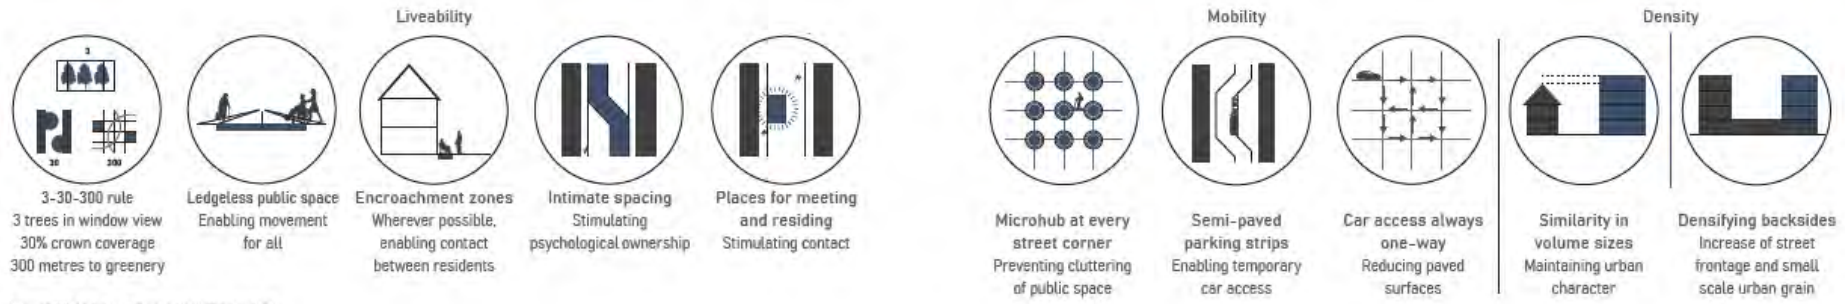 Liveability
3
30
300
3-30-300 rule
3 trees in window view
30% crown coverage
300 metres to greenery
Ledgeless public space
Enabling movement
for all
Encroachment zones
Wherever possible,
enabling contact
between residents
Intimate spacing
Stimulating
psychological ownership
Places for meeting
and residing
Stimulating contact
Mobility
Microhub at every
street corner
Preventing cluttering
of public space
Semi-paved
parking strips
Enabling temporary
car access
Car access always
one-way
Reducing paved
surfaces
Density
Similarity in
volume sizes
Maintaining urban
character
Densifying backsides
Increase of street
frontage and small
scale urban grain